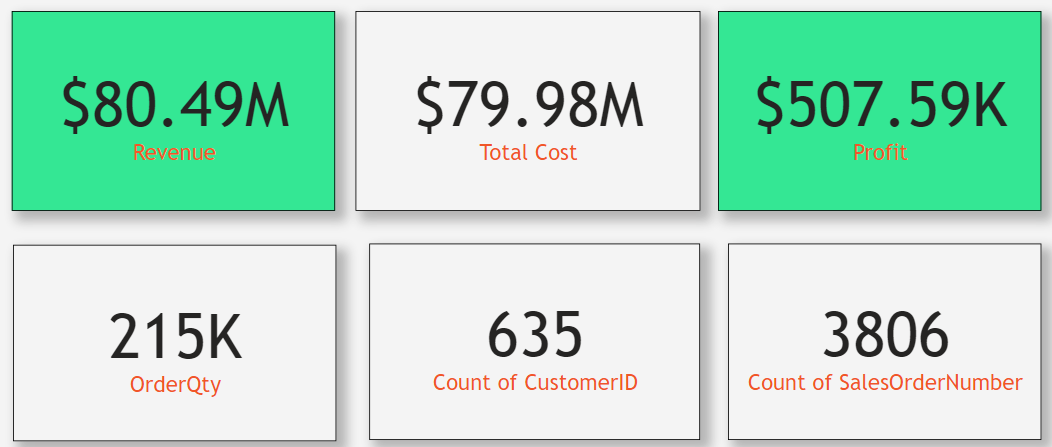 $80.49M
Revenue
$79.98M
Total Cost
$507.59K
Profit
215K
OrderQty
635
Count of CustomerID
3806
Count of SalesOrderNumber